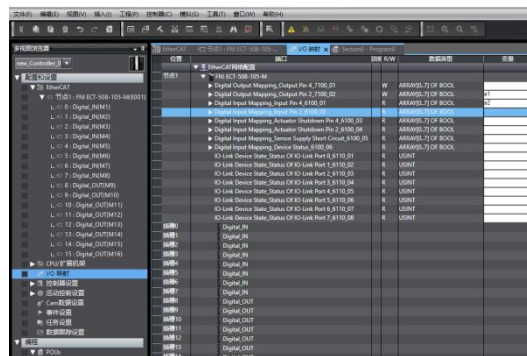 文件(F) 编辑(E) 视图(V) 插入(I) 工程(P) 控制器(C) 模拟(S) 工具(T) 窗口(W) 帮助(H)
多视图浏览器
new_Controller_0
配置和设置
EtherCAT
节点1 : FNI ECT-508-105-M(E001)
0 : Digital_IN(M1)
1 : Digital_IN(M2)
2 : Digital_IN(M3)
3 : Digital_IN(M4)
4 : Digital_IN(M5)
5 : Digital_IN(M6)
6 : Digital_IN(M7)
7 : Digital_IN(M8)
8 : Digital_OUT(M9)
9 : Digital_OUT(M10)
10 : Digital_OUT(M11)
11 : Digital_OUT(M12)
12 : Digital_OUT(M13)
13 : Digital_OUT(M14)
14 : Digital_OUT(M15)
15 : Digital_OUT(M16)
CPU/扩展机架
I/O 映射
控制器设置
运动控制设置
Cam数据设置
事件设置
任务设置
数据跟踪设置
编程
POUs
EtherCAT 节点1 : FNI ECT-508-105-... I/O 映射 Section0 - Program0
位置 端口 R/W 数据类型 变量
EtherCAT网络配置
节点1 FNI ECT-508-105-M
Digital Output Mapping_Output Pin 4_7100_01 W ARRAY[0..7] OF BOOL
Digital Output Mapping_Output Pin 2_7100_02 W ARRAY[0..7] OF BOOL a1
Digital Input Mapping_Input Pin 4_6100_01 R ARRAY[0..7] OF BOOL a2
Digital Input Mapping_Input Pin 2_6100_02 R ARRAY[0..7] OF BOOL
Digital Input Mapping_Actuator Shutdown Pin 4_6100_03 R ARRAY[0..7] OF BOOL
Digital Input Mapping_Actuator Shutdown Pin 2_6100_04 R ARRAY[0..7] OF BOOL
Digital Input Mapping_Sensor Supply Short Circuit_6100_05 R ARRAY[0..7] OF BOOL
Digital Input Mapping_Device Status_6100_06 R ARRAY[0..7] OF BOOL
IO-Link Device State_Status Of IO-Link Port 0_6110_01 R USINT
IO-Link Device State_Status Of IO-Link Port 1_6110_02 R USINT
IO-Link Device State_Status Of IO-Link Port 2_6110_03 R USINT
IO-Link Device State_Status Of IO-Link Port 3_6110_04 R USINT
IO-Link Device State_Status Of IO-Link Port 4_6110_05 R USINT
IO-Link Device State_Status Of IO-Link Port 5_6110_06 R USINT
IO-Link Device State_Status Of IO-Link Port 6_6110_07 R USINT
IO-Link Device State_Status Of IO-Link Port 7_6110_08 R USINT
插槽0 Digital_IN
插槽1 Digital_IN
插槽2 Digital_IN
插槽3 Digital_IN
插槽4 Digital_IN
插槽5 Digital_IN
插槽6 Digital_IN
插槽7 Digital_IN
插槽8 Digital_OUT
插槽9 Digital_OUT
插槽10 Digital_OUT
插槽11 Digital_OUT
插槽12 Digital_OUT
插槽13 Digital_OUT